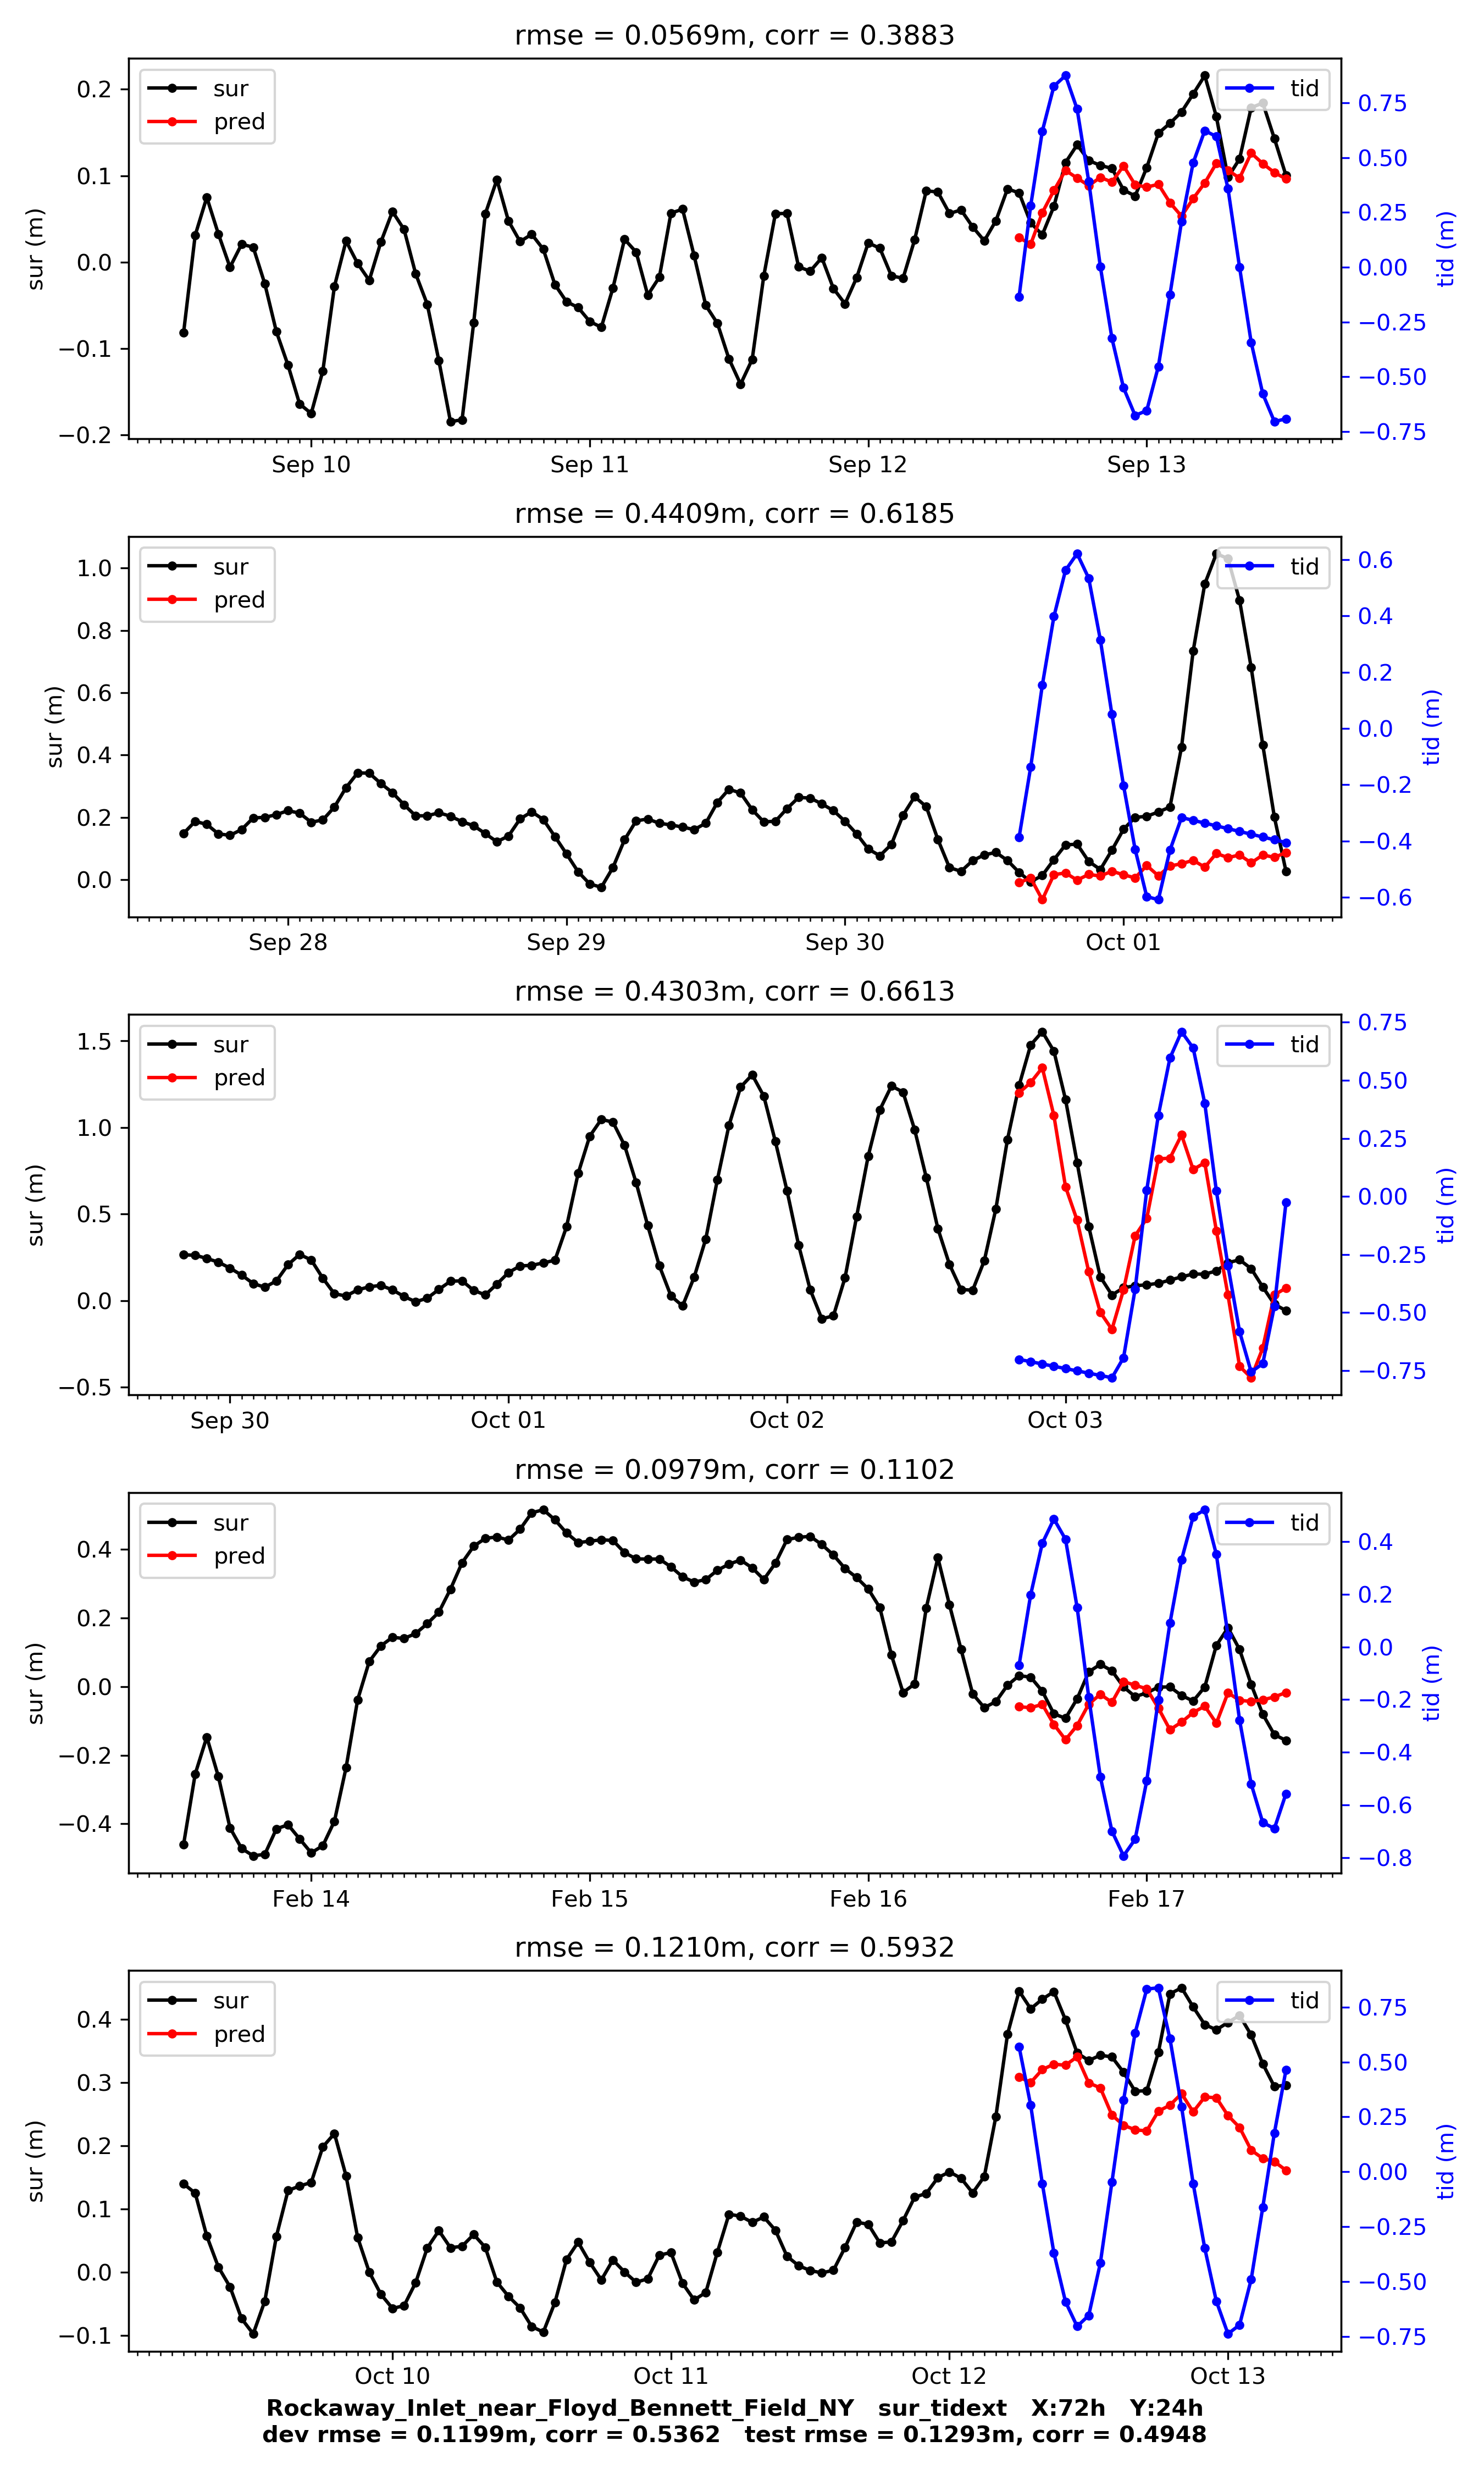 rmse = 0.0569m, corr = 0.3883
sur
pred
tid
0.2
0.1
0.0
−0.1
−0.2
sur (m)
0.75
0.50
0.25
0.00
−0.25
−0.50
−0.75
tid (m)
Sep 10 Sep 11 Sep 12 Sep 13
rmse = 0.4409m, corr = 0.6185
sur
pred
tid
1.0
0.8
0.6
0.4
0.2
0.0
sur (m)
0.6
0.4
0.2
0.0
−0.2
−0.4
−0.6
tid (m)
Sep 28 Sep 29 Sep 30 Oct 01
rmse = 0.4303m, corr = 0.6613
sur
pred
tid
1.5
1.0
0.5
0.0
−0.5
sur (m)
0.75
0.50
0.25
0.00
−0.25
−0.50
−0.75
tid (m)
Sep 30 Oct 01 Oct 02 Oct 03
rmse = 0.0979m, corr = 0.1102
sur
pred
tid
0.4
0.2
0.0
−0.2
−0.4
sur (m)
0.4
0.2
0.0
−0.2
−0.4
−0.6
−0.8
tid (m)
Feb 14 Feb 15 Feb 16 Feb 17
rmse = 0.1210m, corr = 0.5932
sur
pred
tid
0.4
0.3
0.2
0.1
0.0
−0.1
sur (m)
0.75
0.50
0.25
0.00
−0.25
−0.50
−0.75
tid (m)
Oct 10 Oct 11 Oct 12 Oct 13
Rockaway_Inlet_near_Floyd_Bennett_Field_NY sur_tidext X:72h Y:24h
dev rmse = 0.1199m, corr = 0.5362 test rmse = 0.1293m, corr = 0.4948